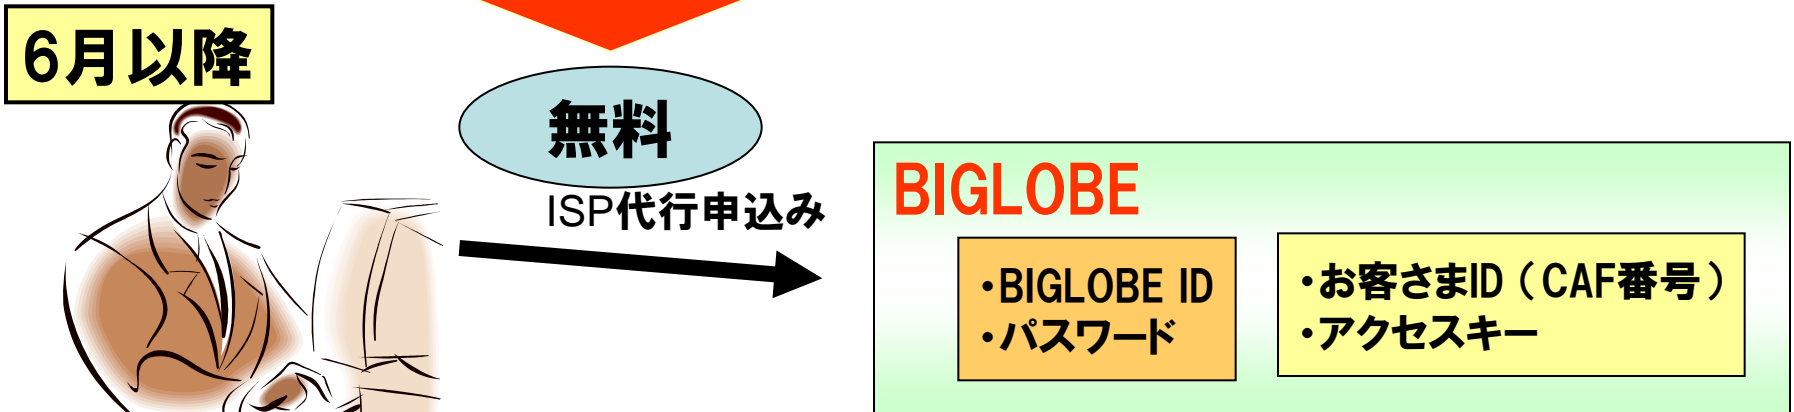 6月以降
無料
ISP代行申込み
BIGLOBE
・BIGLOBE ID
・パスワード
・お客さまID（CAF番号）
・アクセスキー